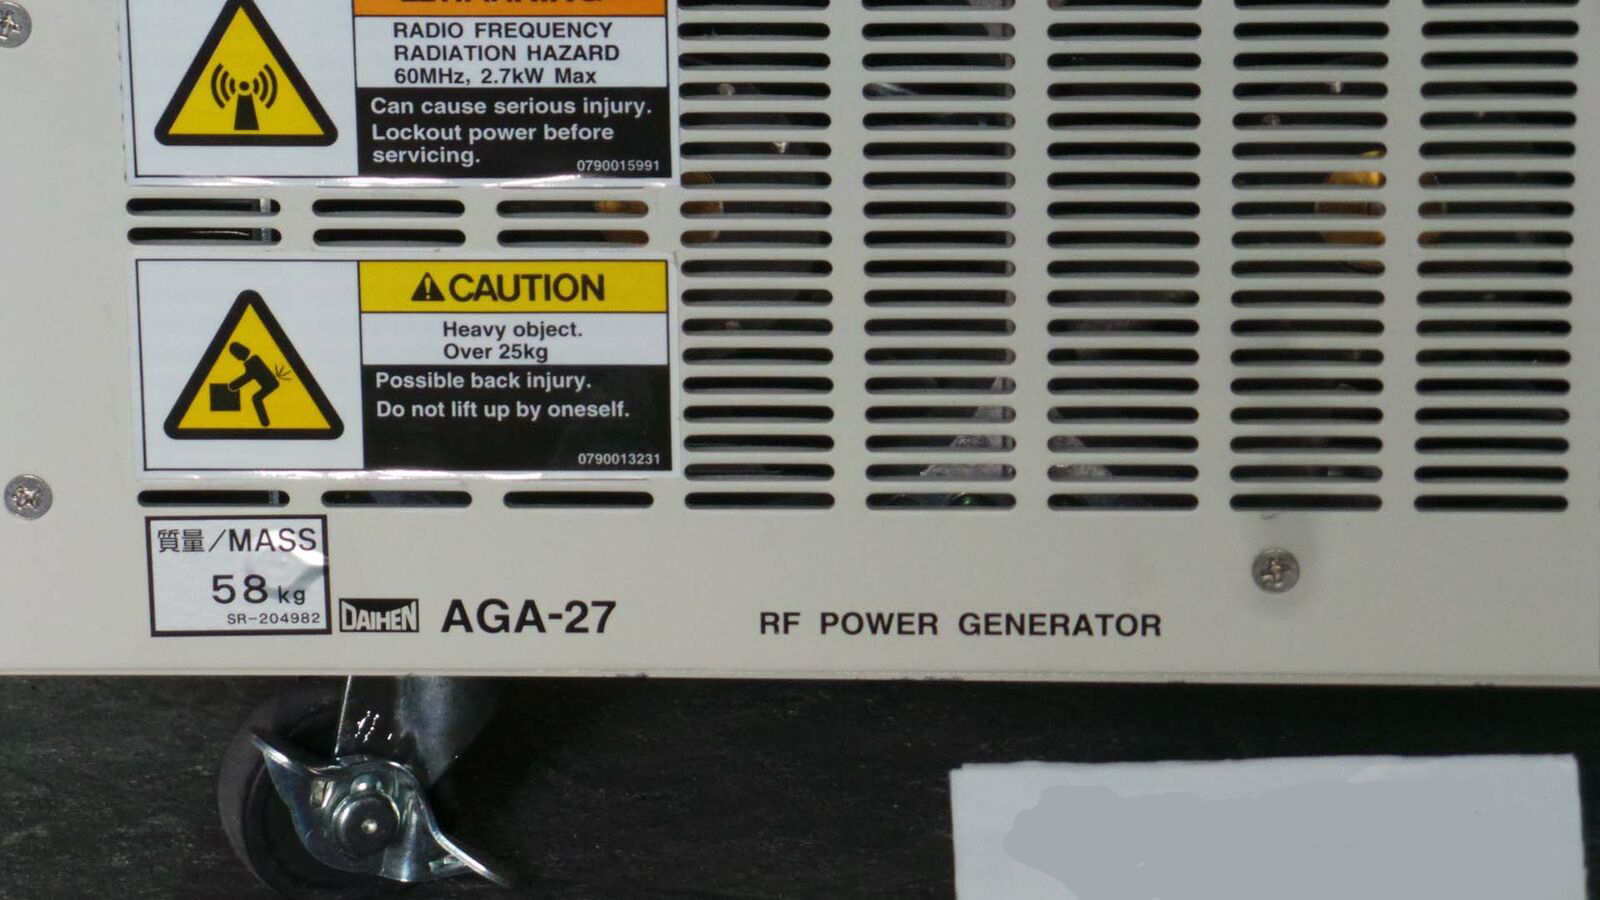 WARNING
RADIO FREQUENCY
RADIATION HAZARD
60MHz, 2.7kW Max
Can cause serious injury.
Lockout power before
servicing.
0790015991
CAUTION
Heavy object.
Over 25kg
Possible back injury.
Do not lift up by oneself.
0790013231
質量/MASS
58 kg
SR-204982
DAIHEN AGA-27 RF POWER GENERATOR